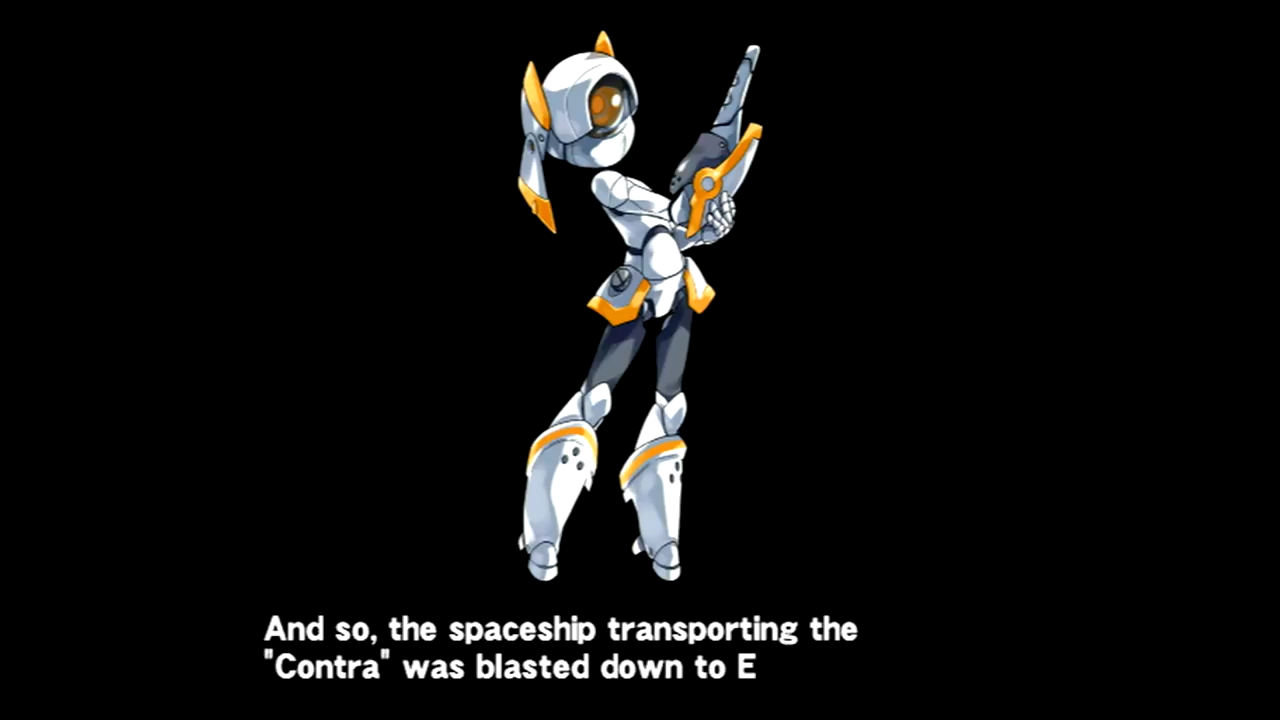 And so, the spaceship transporting the
"Contra" was blasted down to E